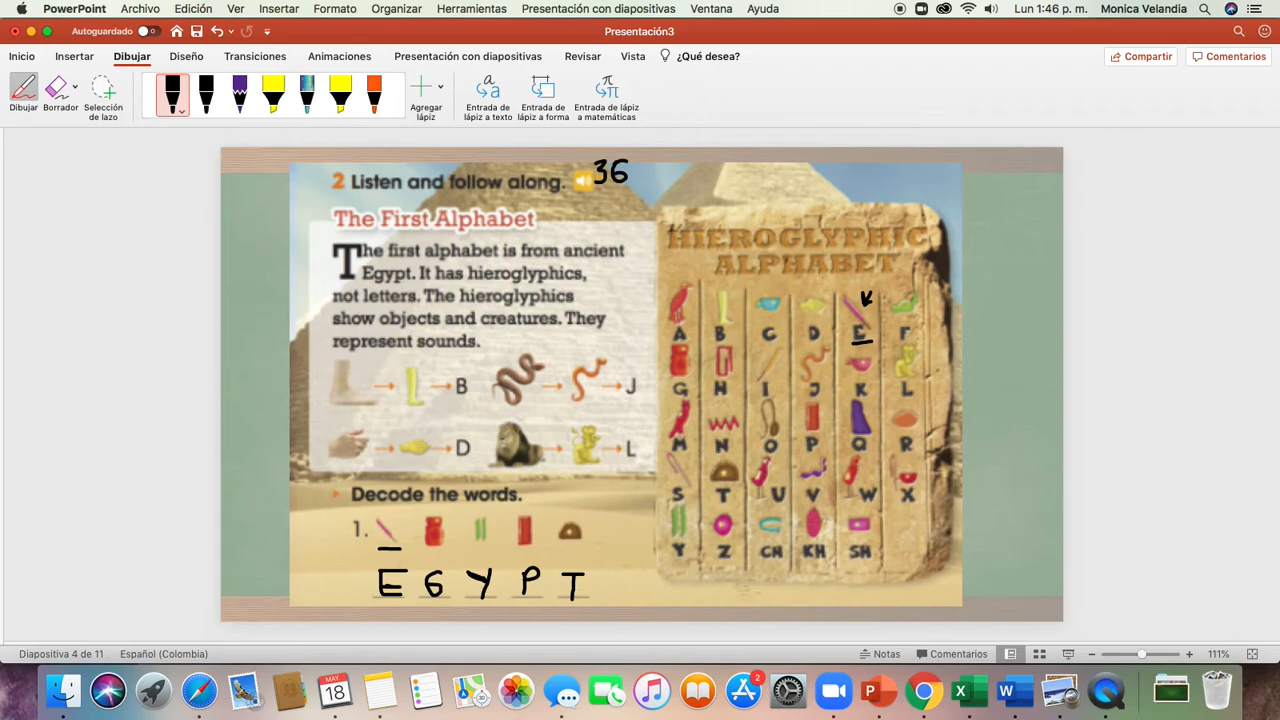 PowerPoint Archivo Edición Ver Insertar Formato Organizar Herramientas Presentación con diapositivas Ventana Ayuda Lun 1:46 p. m. Monica Velandia
Autoguardado Presentación3
Inicio Insertar Dibujar Diseño Transiciones Animaciones Presentación con diapositivas Revisar Vista ¿Qué desea? Compartir Comentarios
Dibujar Borrador Selección de lazo Agregar lápiz Entrada de lápiz a texto Entrada de lápiz a forma Entrada de lápiz a matemáticas
2 Listen and follow along. 36
The First Alphabet
The first alphabet is from ancient
Egypt. It has hieroglyphics,
not letters. The hieroglyphics
show objects and creatures. They
represent sounds.
B J
D L
Decode the words.
1.
E G Y P T
HIEROGLYPHIC
ALPHABET
A B C D E F
G H I J K L
M N O P Q R
S T U V W X
Y Z CH KH SH
Diapositiva 4 de 11 Español (Colombia) Notas Comentarios 111%
MAY 18 2